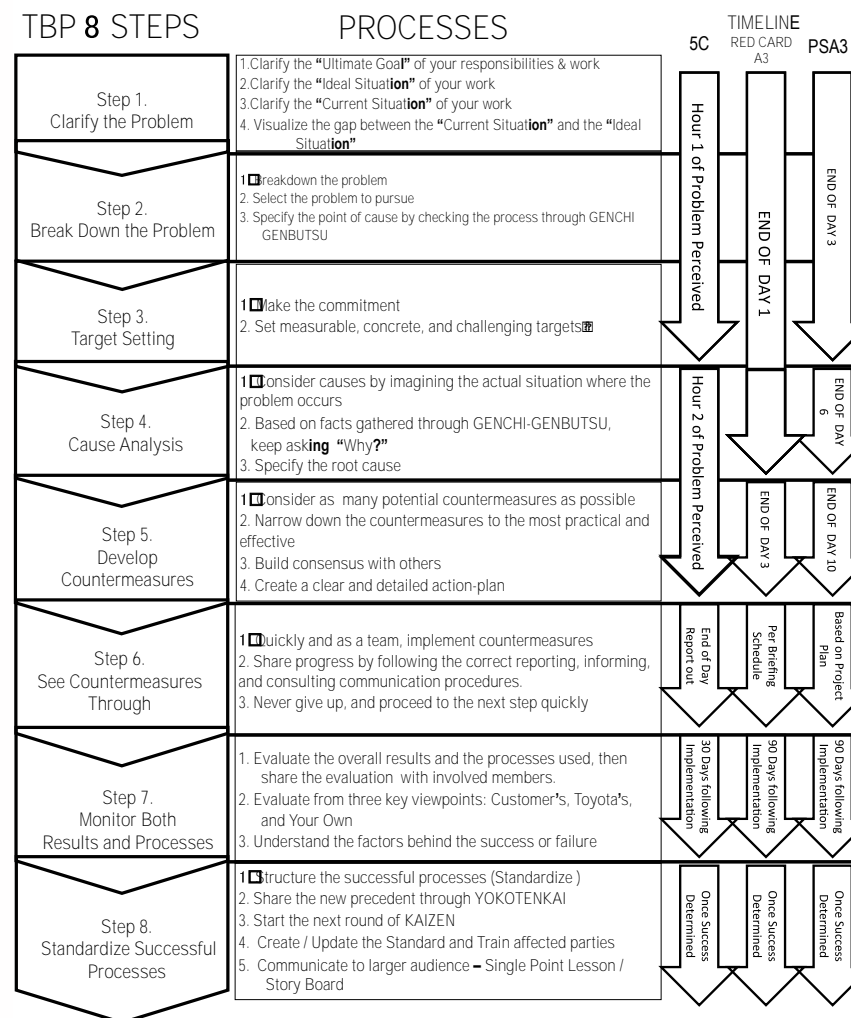 TBP 8 STEPS
PROCESSES
TIMELINE
5C
RED CARD
A3
PSA3
Step 1.
Clarify the Problem
1.Clarify the "Ultimate Goal" of your responsibilities & work
2.Clarify the "Ideal Situation" of your work
3.Clarify the "Current Situation" of your work
4. Visualize the gap between the "Current Situation" and the "Ideal
Situation"
Step 2.
Break Down the Problem
1 Breakdown the problem
2. Select the problem to pursue
3. Specify the point of cause by checking the process through GENCHI
GENBUTSU
Step 3.
Target Setting
1 Make the commitment
2. Set measurable, concrete, and challenging targets
Hour 1 of Problem Perceived
END OF DAY 1
END OF DAY 3
Step 4.
Cause Analysis
1 Consider causes by imagining the actual situation where the
problem occurs
2. Based on facts gathered through GENCHI-GENBUTSU,
keep asking "Why?"
3. Specify the root cause
END OF DAY
6
Step 5.
Develop
Countermeasures
1 Consider as many potential countermeasures as possible
2. Narrow down the countermeasures to the most practical and
effective
3. Build consensus with others
4. Create a clear and detailed action-plan
Hour 2 of Problem Perceived
END OF DAY 3
END OF DAY 10
Step 6.
See Countermeasures
Through
1 Quickly and as a team, implement countermeasures
2. Share progress by following the correct reporting, informing,
and consulting communication procedures.
3. Never give up, and proceed to the next step quickly
End of Day
Report out
Per Briefing
Schedule
Based on Project
Plan
Step 7.
Monitor Both
Results and Processes
1. Evaluate the overall results and the processes used, then
share the evaluation with involved members.
2. Evaluate from three key viewpoints: Customer's, Toyota's,
and Your Own
3. Understand the factors behind the success or failure
30 Days following
Implementation
90 Days following
Implementation
90 Days following
Implementation
Step 8.
Standardize Successful
Processes
1 Structure the successful processes (Standardize )
2. Share the new precedent through YOKOTENKAI
3. Start the next round of KAIZEN
4. Create / Update the Standard and Train affected parties
5. Communicate to larger audience – Single Point Lesson /
Story Board
Once Success
Determined
Once Success
Determined
Once Success
Determined